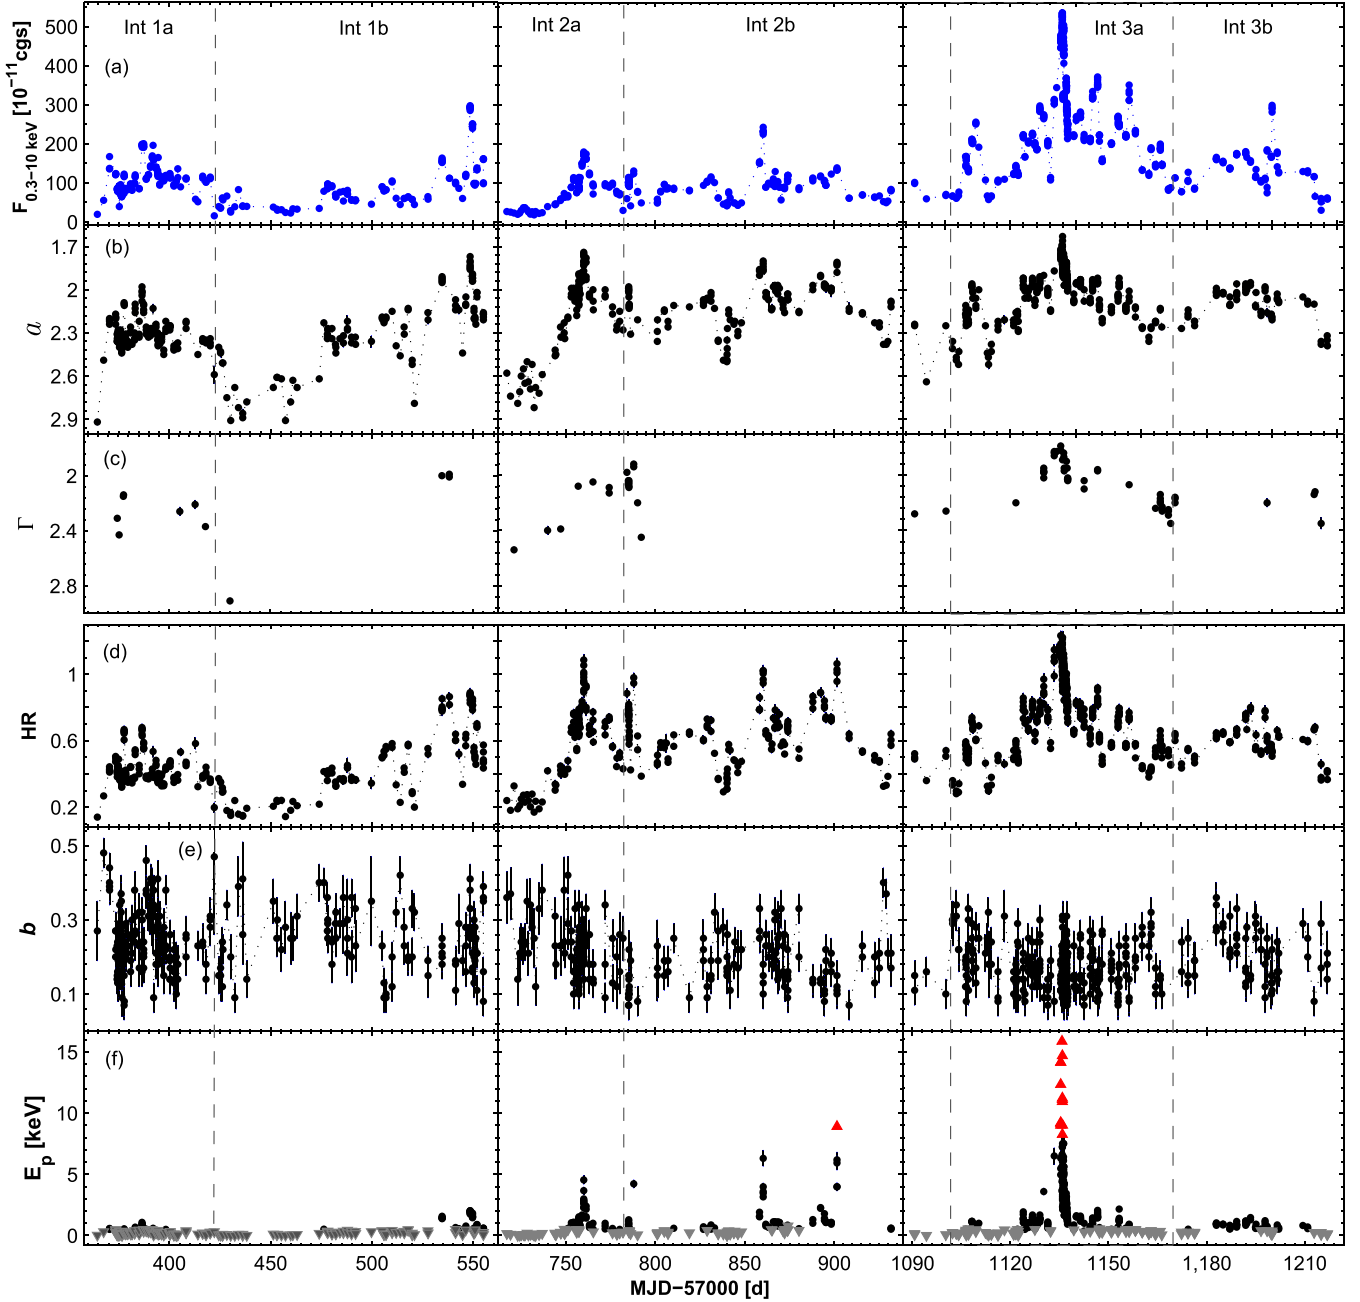 Int 1a Int 1b Int 2a Int 2b Int 3a Int 3b
(a)
F0.3−10 keV [10−11cgs]
500
400
300
200
100
0
(b)
a
1.7
2
2.3
2.6
2.9
(c)
Γ
2
2.4
2.8
(d)
HR
1
0.6
0.2
(e)
b
0.5
0.3
0.1
(f)
Ep [keV]
15
10
5
0
400 450 500 550 750 800 850 900 1090 1120 1150 1,180 1210
MJD−57000 [d]